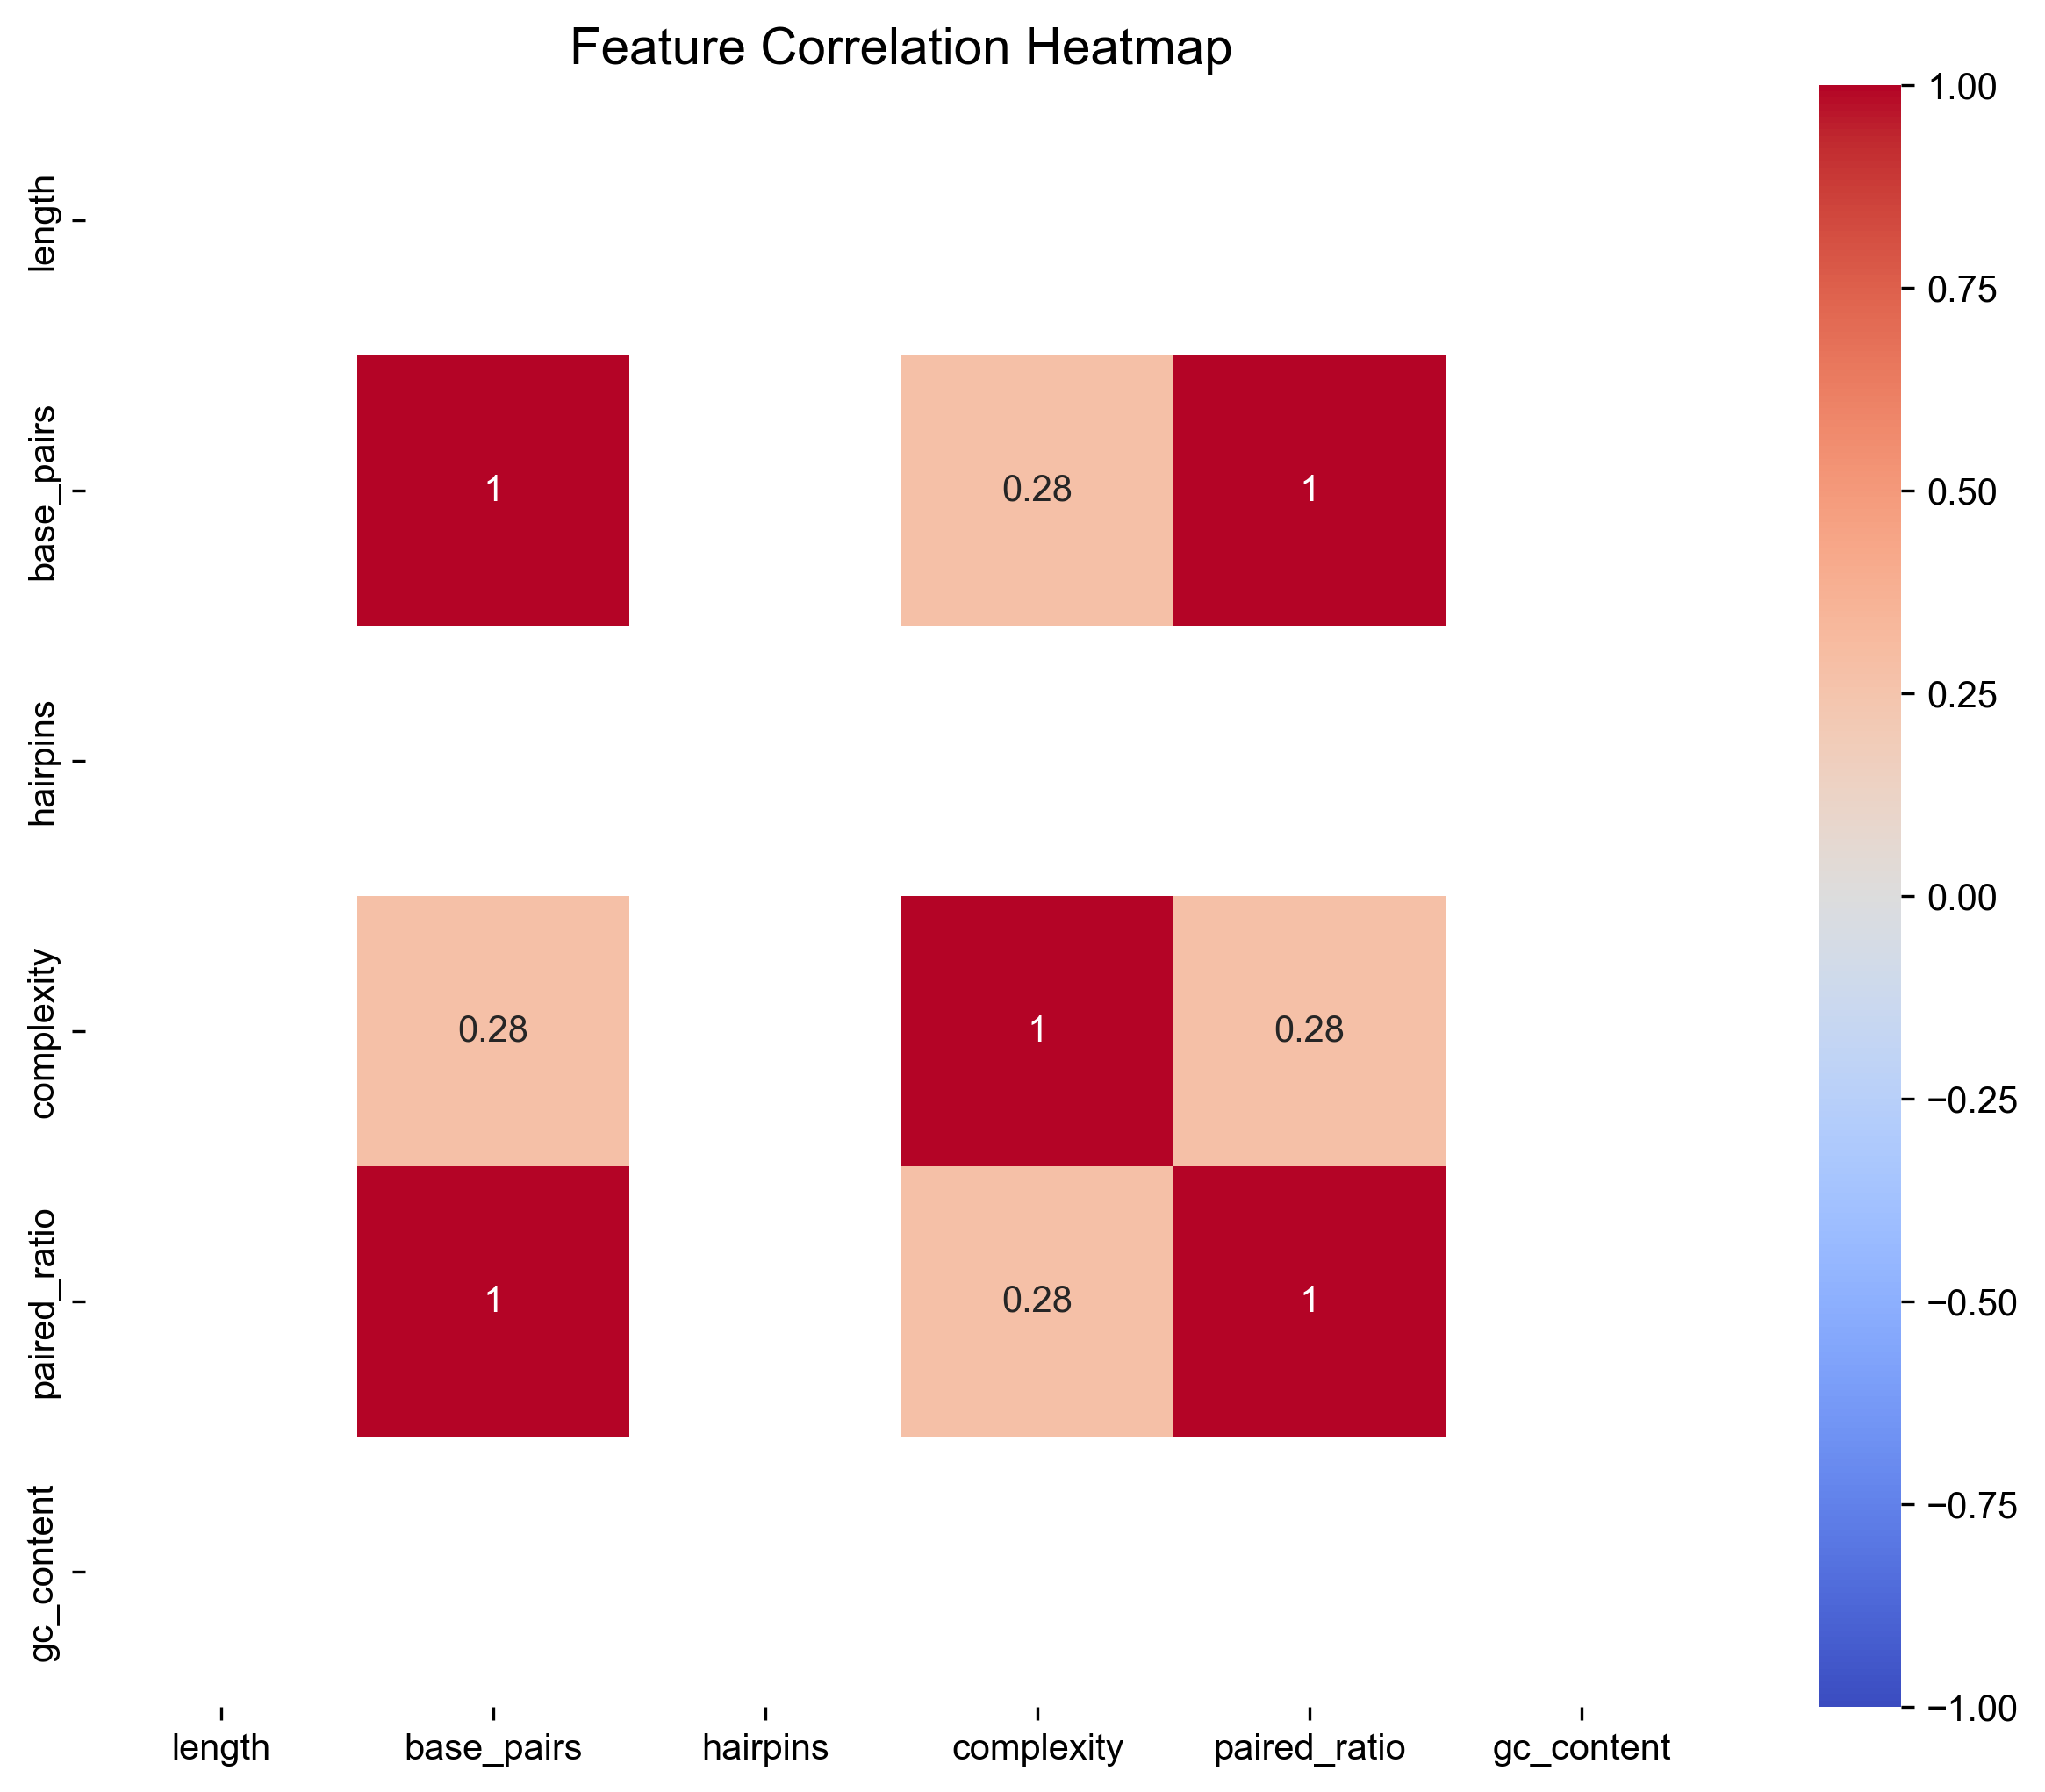 Feature Correlation Heatmap
length
base_pairs
hairpins
complexity
paired_ratio
gc_content
1 0.28 1
0.28 1 0.28
1 0.28 1
length base_pairs hairpins complexity paired_ratio gc_content
1.00
0.75
0.50
0.25
0.00
−0.25
−0.50
−0.75
−1.00